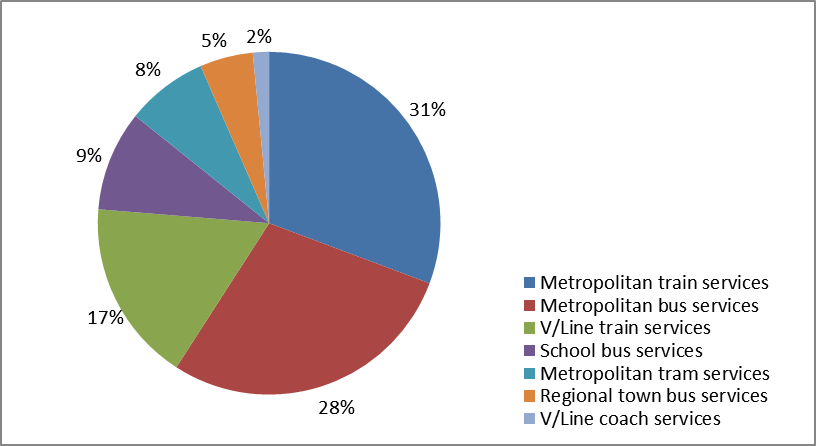 2%
5%
8%
31%
9%
17%
28%
Metropolitan train services
Metropolitan bus services
V/Line train services
School bus services
Metropolitan tram services
Regional town bus services
V/Line coach services